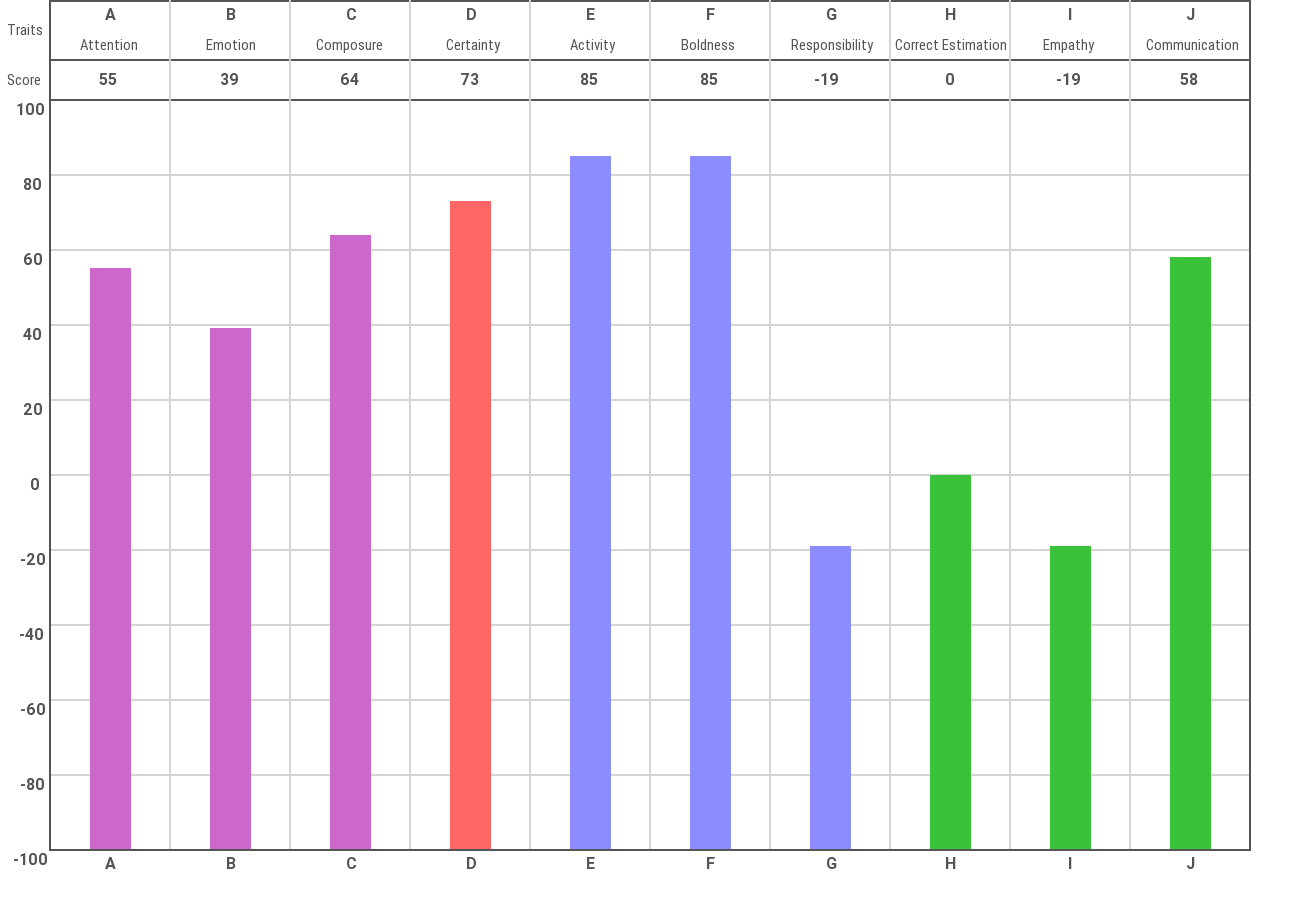 Traits A B C D E F G H I J
Attention Emotion Composure Certainty Activity Boldness Responsibility Correct Estimation Empathy Communication
Score 55 39 64 73 85 85 -19 0 -19 58
100
80
60
40
20
0
-20
-40
-60
-80
-100
A B C D E F G H I J